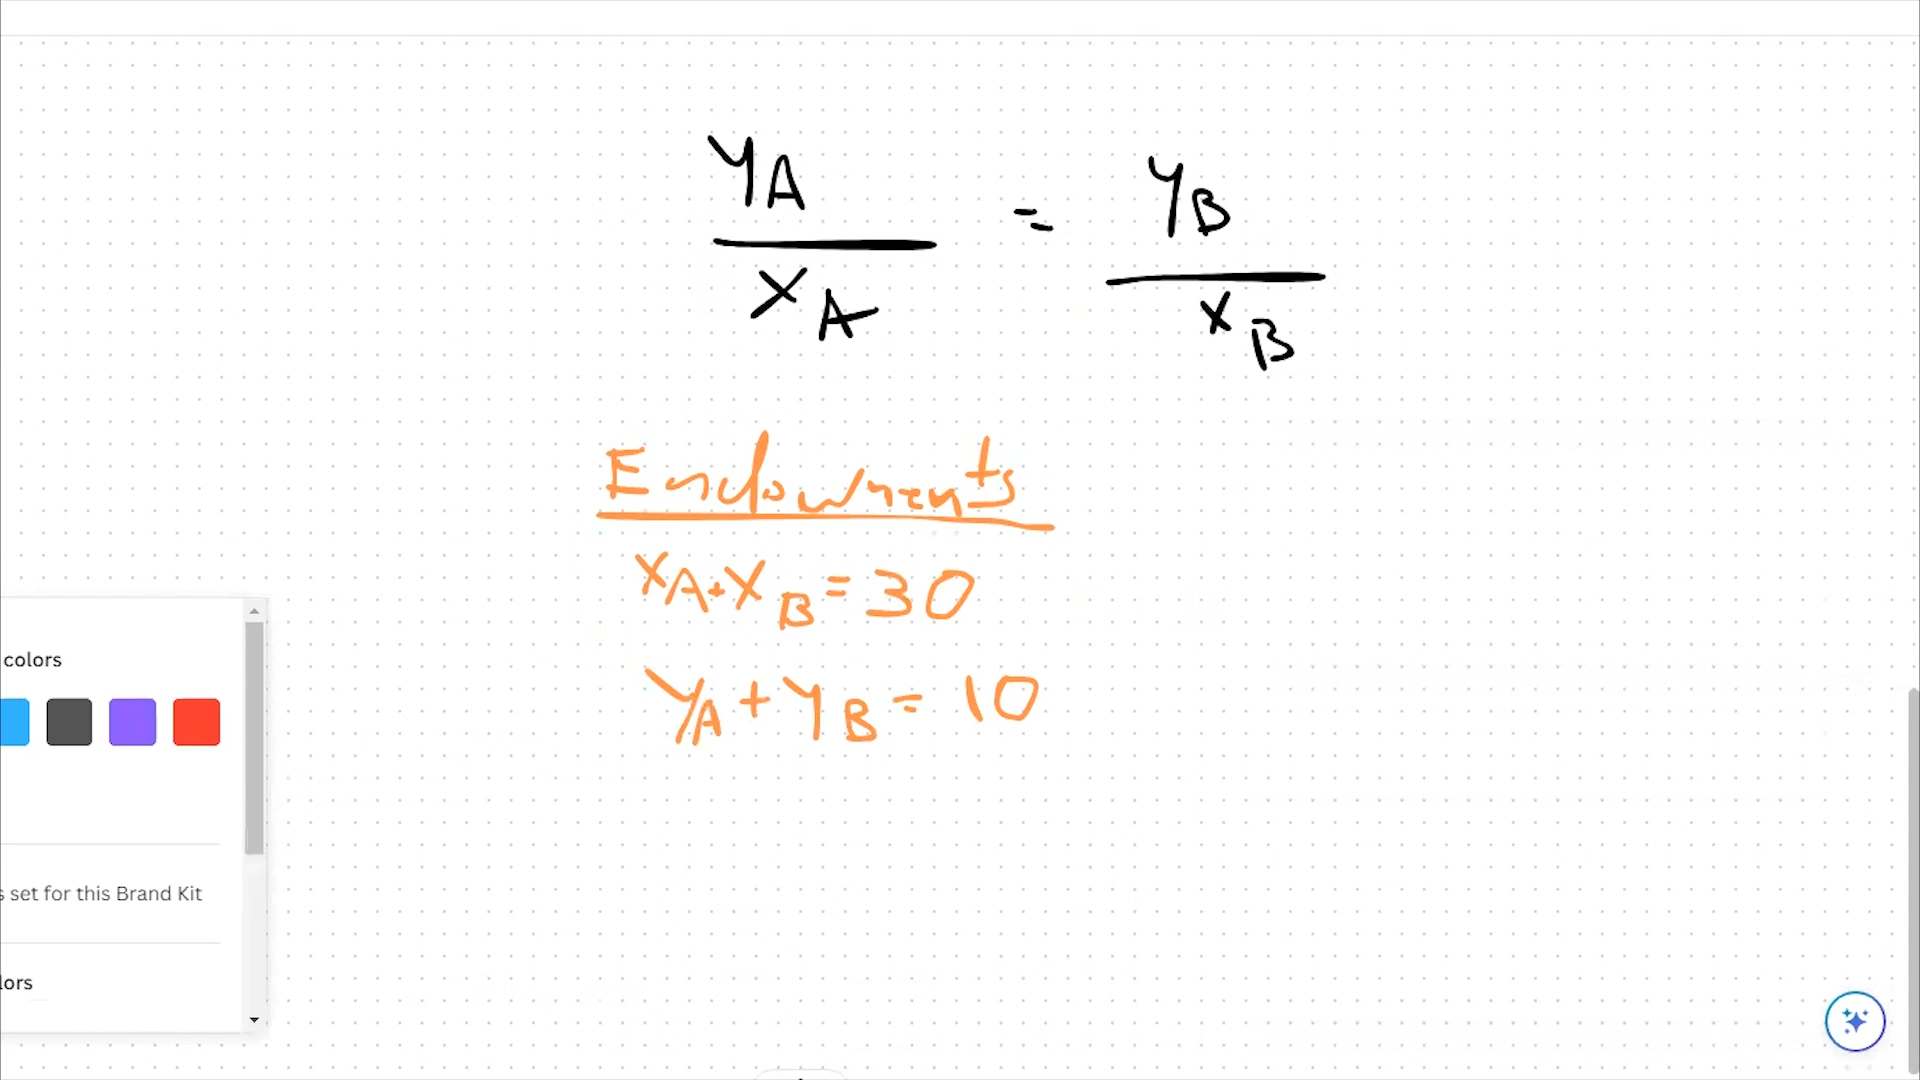 yA = yB
xA xB
Endowments
xA + xB = 30
yA + yB = 10
colors
s set for this Brand Kit
lors